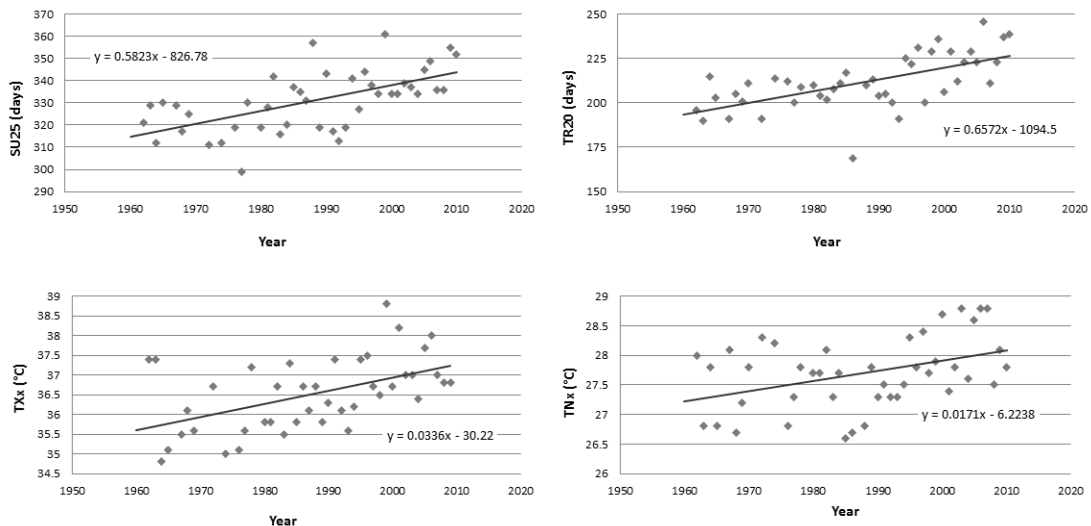 370
360
350
340
330
320
310
300
290
SU25 (days)
y = 0.5823x - 826.78
1950 1960 1970 1980 1990 2000 2010 2020
Year
250
225
200
175
150
TR20 (days)
y = 0.6572x - 1094.5
1950 1960 1970 1980 1990 2000 2010 2020
Year
39
38.5
38
37.5
37
36.5
36
35.5
35
34.5
TXx (°C)
y = 0.0336x - 30.22
1950 1960 1970 1980 1990 2000 2010 2020
Year
29
28.5
28
27.5
27
26.5
26
TNx (°C)
y = 0.0171x - 6.2238
1950 1960 1970 1980 1990 2000 2010 2020
Year